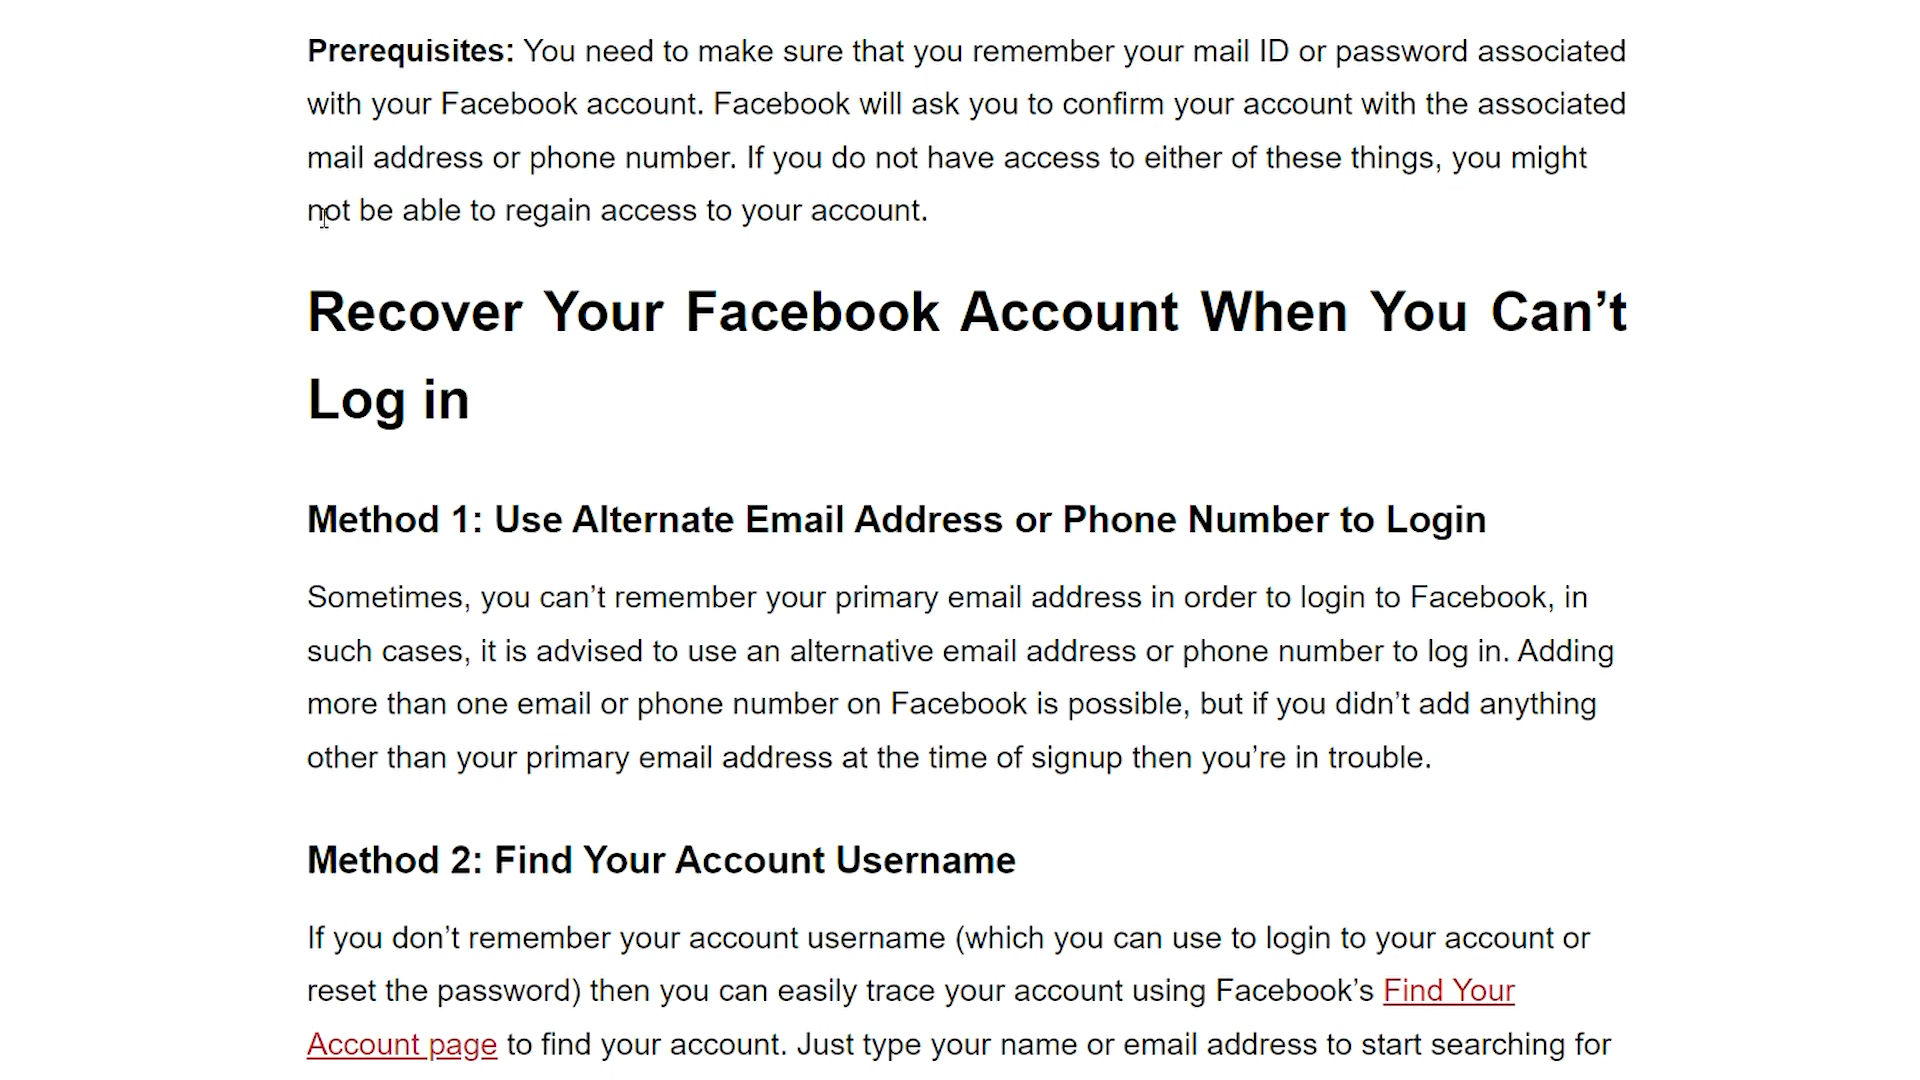 Prerequisites: You need to make sure that you remember your mail ID or password associated
with your Facebook account. Facebook will ask you to confirm your account with the associated
mail address or phone number. If you do not have access to either of these things, you might
not be able to regain access to your account.
Recover Your Facebook Account When You Can’t
Log in
Method 1: Use Alternate Email Address or Phone Number to Login
Sometimes, you can’t remember your primary email address in order to login to Facebook, in
such cases, it is advised to use an alternative email address or phone number to log in. Adding
more than one email or phone number on Facebook is possible, but if you didn’t add anything
other than your primary email address at the time of signup then you’re in trouble.
Method 2: Find Your Account Username
If you don’t remember your account username (which you can use to login to your account or
reset the password) then you can easily trace your account using Facebook’s Find Your
Account page to find your account. Just type your name or email address to start searching for